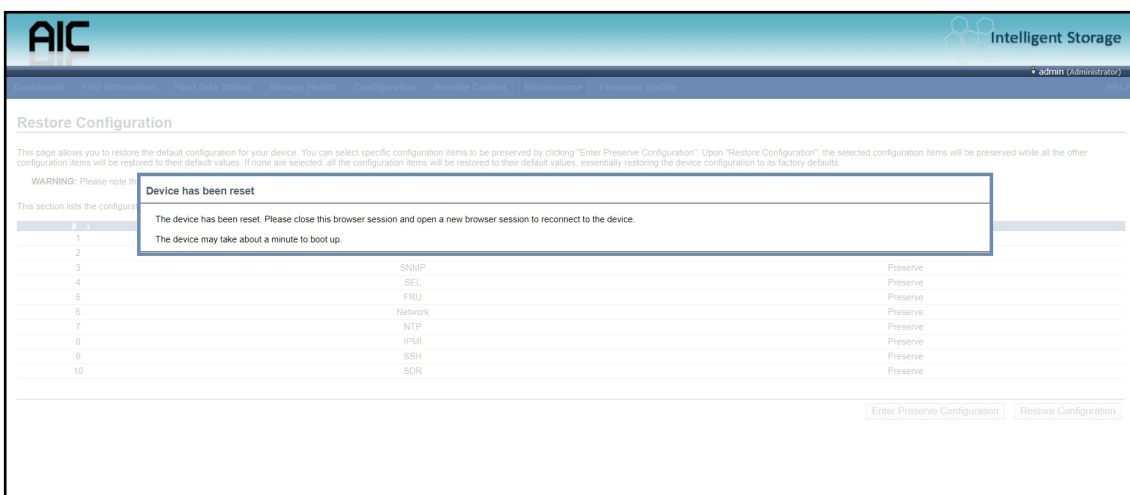 AIC
Intelligent Storage
admin (Administrator)
Dashboard FRU Information Hard Disk Status Storage Health Configuration Remote Control Maintenance Firmware Update HELP
Restore Configuration
This page allows you to restore the default configuration for your device. You can select specific configuration items to be preserved by clicking "Enter Preserve Configuration". Upon "Restore Configuration", the selected configuration items will be preserved while all the other
configuration items will be restored to their default values. If none are selected, all the configuration items will be restored to their default values, essentially restoring the device configuration to its factory defaults.
WARNING: Please note th
Device has been reset
This section lists the configurat
The device has been reset. Please close this browser session and open a new browser session to reconnect to the device.
The device may take about a minute to boot up.
#
1
2
3 SNMP Preserve
4 SEL Preserve
5 FRU Preserve
6 Network Preserve
7 NTP Preserve
8 IPMI Preserve
9 SSH Preserve
10 SDR Preserve
Enter Preserve Configuration Restore Configuration